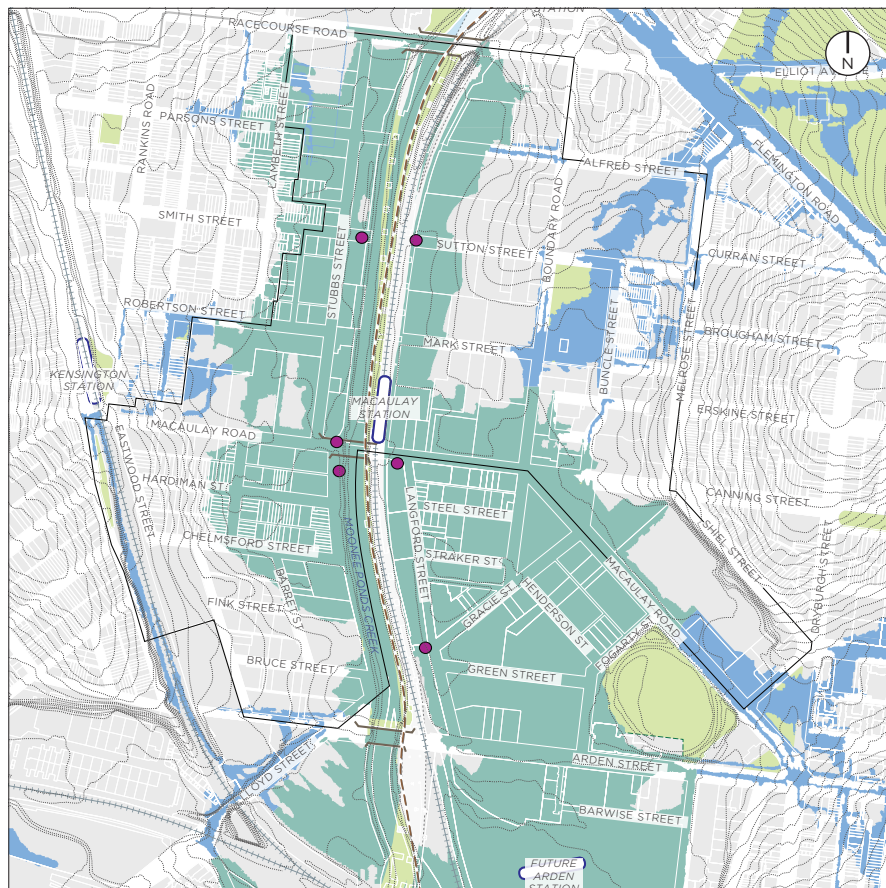 STATION
RACECOURSE ROAD
N
ELLIOT AVENUE
RANKINS ROAD
PARSONS STREET
LAMBETH STREET
FLEMINGTON ROAD
ALFRED STREET
SMITH STREET
STUBBS STREET
SUTTON STREET
BOUNDARY ROAD
CURRAN STREET
ROBERTSON STREET
MARK STREET
BUNCLE STREET
MELROSE STREET
BROUGHAM STREET
KENSINGTON
STATION
MACAULAY
STATION
ERSKINE STREET
MACAULAY ROAD
EASTWOOD STREET
HARDIMAN ST
LANGFORD STREET
STEEL STREET
CANNING STREET
SHIEL STREET
CHELMSFORD STREET
MOONEE PONDS CREEK
STRAKER ST
MACAULAY ROAD
DRYBURGH STREET
BARRETT ST
FINK STREET
GRACIE ST
HENDERSON ST
FOGARTY S
BRUCE STREET
GREEN STREET
LLOYD STREET
ARDEN STREET
BARWISE STREET
FUTURE
ARDEN
STATION